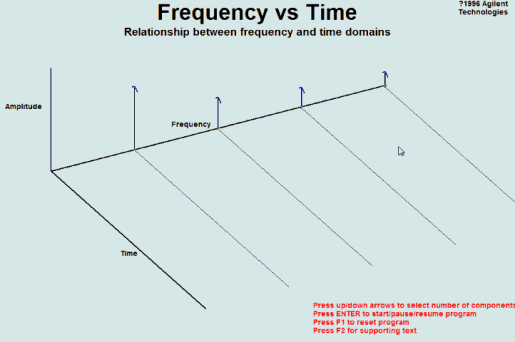 Frequency vs Time
?1996 Agilent
Technologies
Relationship between frequency and time domains
Amplitude
Frequency
Time
Press up/down arrows to select number of components
Press ENTER to start/pause/resume program
Press F1 to reset program
Press F2 for supporting text